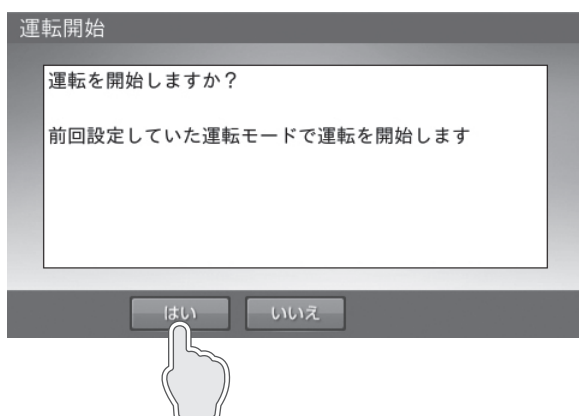 運転開始
運転を開始しますか？
前回設定していた運転モードで運転を開始します
はい
いいえ